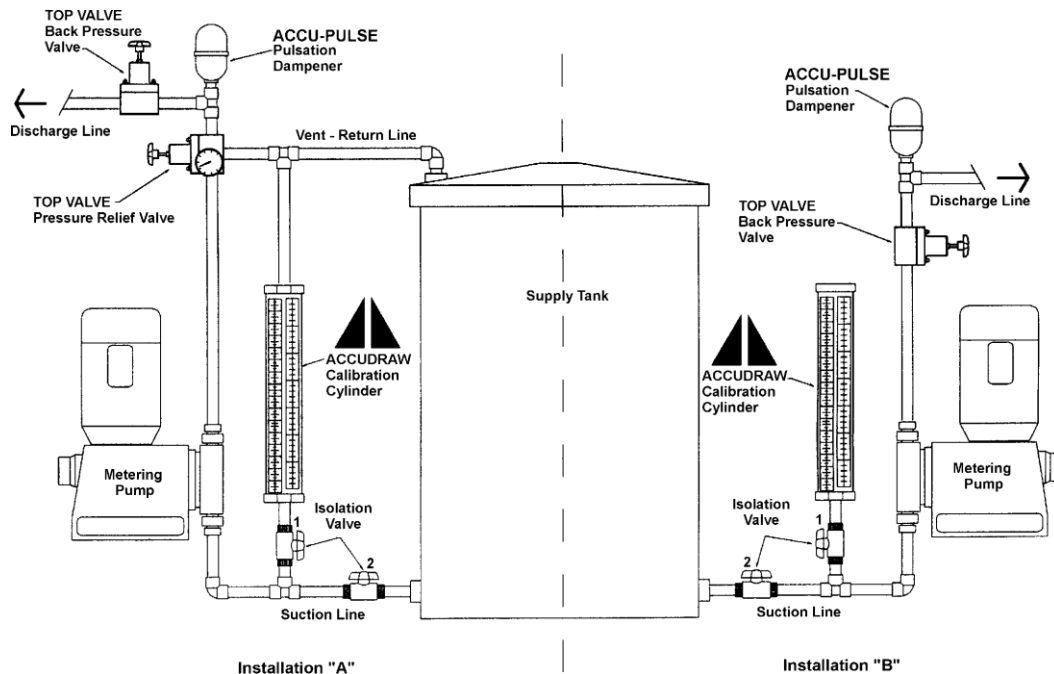 TOP VALVE
Back Pressure
Valve
ACCU-PULSE
Pulsation
Dampener
Discharge Line
Vent - Return Line
TOP VALVE
Pressure Relief Valve
ACCUDRAW
Calibration
Cylinder
Metering
Pump
Isolation
Valve
1
2
Suction Line
Installation "A"
Supply Tank
ACCU-PULSE
Pulsation
Dampener
Discharge Line
TOP VALVE
Back Pressure
Valve
ACCUDRAW
Calibration
Cylinder
Metering
Pump
Isolation
Valve
1
2
Suction Line
Installation "B"